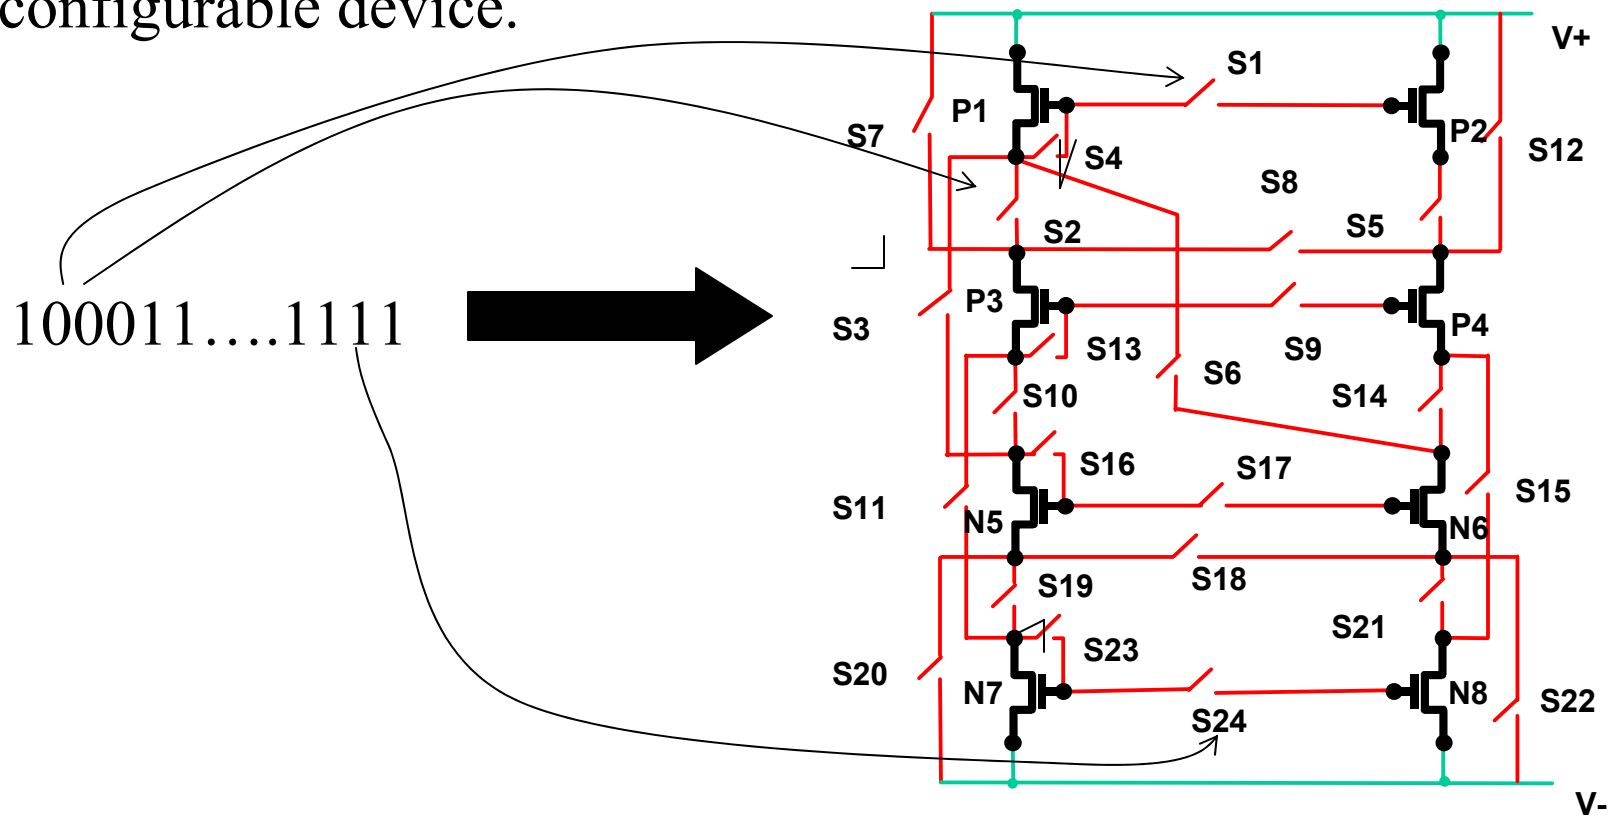 configurable device.
V+
S1
P1
P2
S7
S12
S4
S8
S5
S2
P3
S3
P4
100011….1111
S13
S9
S6
S10
S14
S16
S17
S15
S11
N5
N6
S19
S18
S21
S23
S20
N7
N8
S22
S24
V-